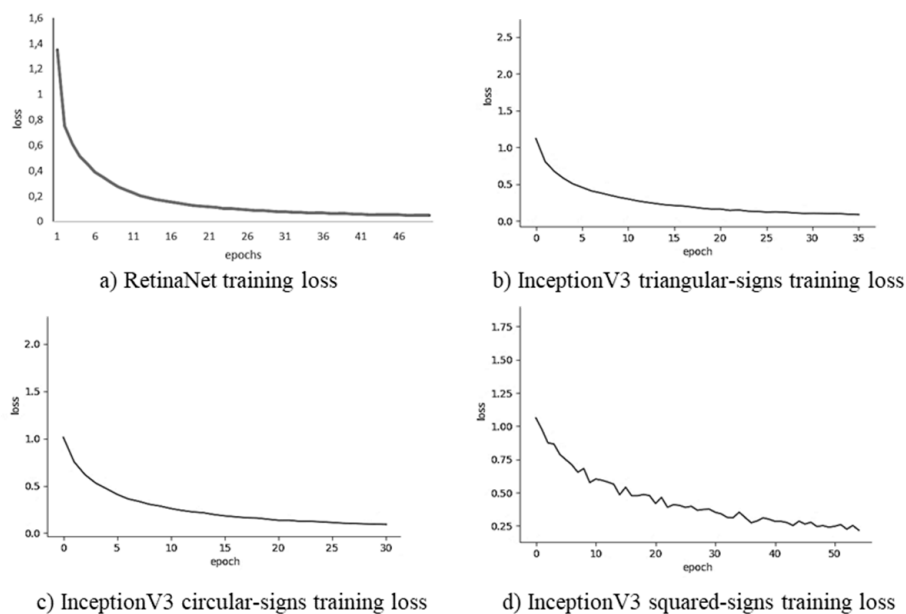 1,6
1,4
1,2
1
0,8
0,6
0,4
0,2
0
loss
1 6 11 16 21 26 31 36 41 46
epochs
a) RetinaNet training loss
2.5
2.0
1.5
1.0
0.5
0.0
loss
0 5 10 15 20 25 30 35
epoch
b) InceptionV3 triangular-signs training loss
2.0
1.5
1.0
0.5
0.0
loss
0 5 10 15 20 25 30
epoch
c) InceptionV3 circular-signs training loss
1.75
1.50
1.25
1.00
0.75
0.50
0.25
loss
0 10 20 30 40 50
epoch
d) InceptionV3 squared-signs training loss